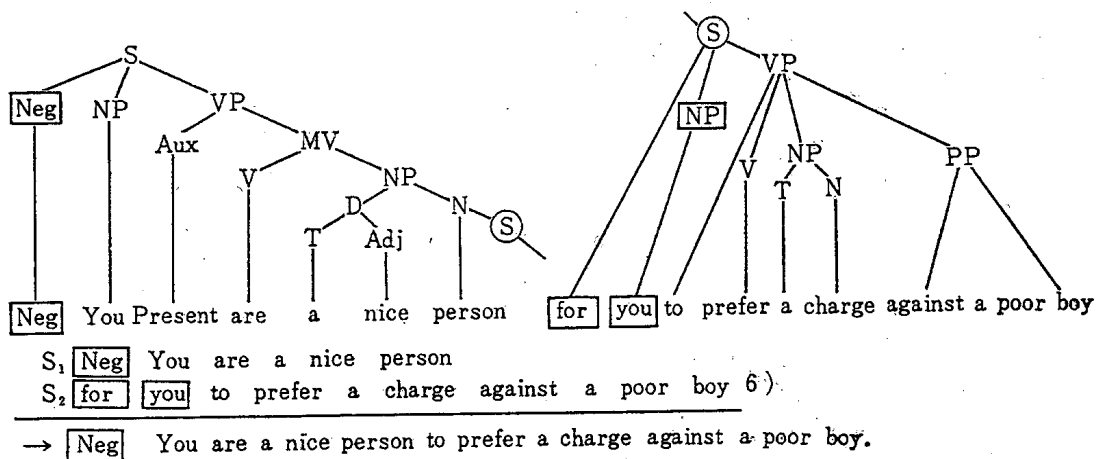 S
S
Neg NP VP
VP
NP
Aux MV
V NP
V NP PP
D N S
T N
T Adj
Neg You Present are a nice person
for you to prefer a charge against a poor boy
S₁ Neg You are a nice person
S₂ for you to prefer a charge against a poor boy 6)
→ Neg You are a nice person to prefer a charge against a poor boy.